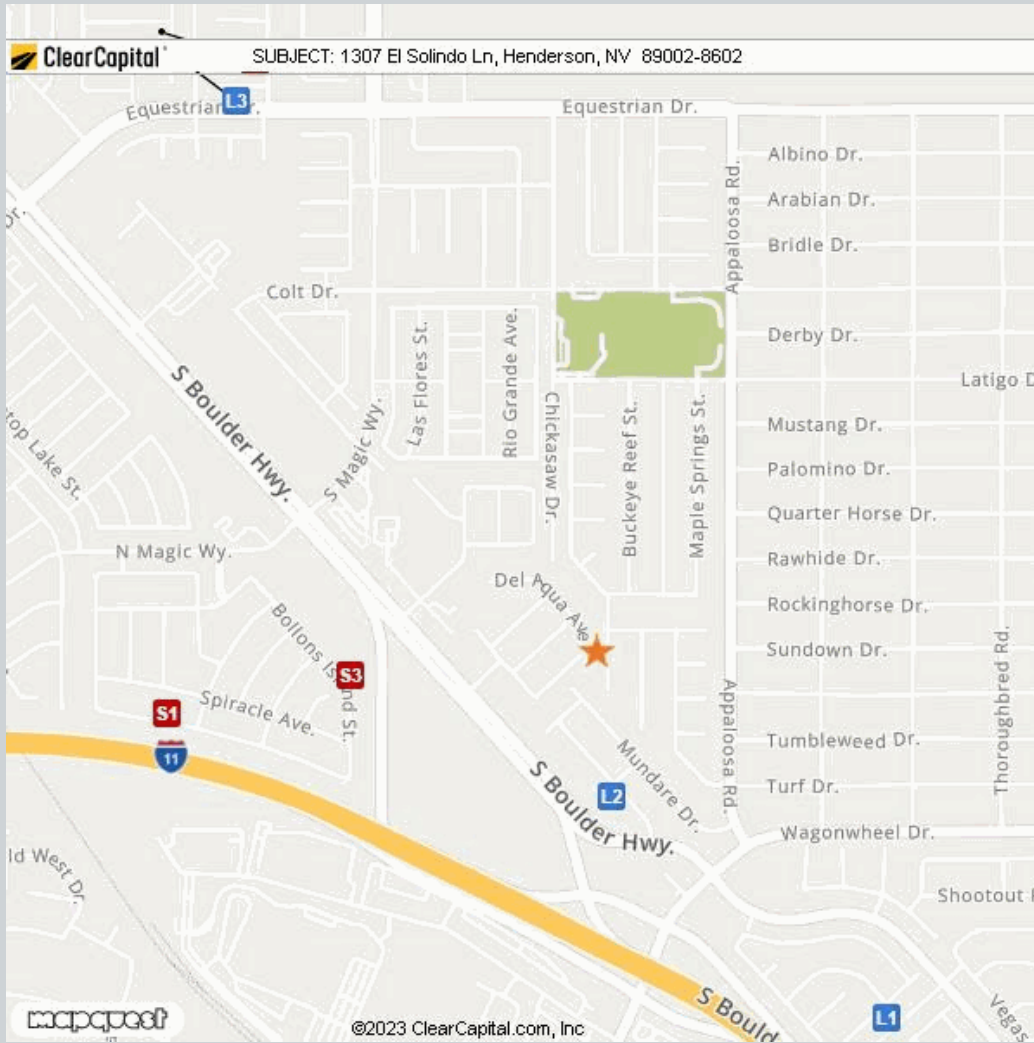 ClearCapital
SUBJECT: 1307 El Solindo Ln, Henderson, NV 89002-8602
L3
Equestrian Dr.
Equestrian Dr.
Albino Dr.
Appaloosa Rd.
Arabian Dr.
Bridle Dr.
Colt Dr.
Las Flores St.
Rio Grande Ave.
Derby Dr.
Latigo D
S Boulder Hwy.
S Magic Wy.
Chickasaw Dr.
Buckeye Reef St.
Maple Springs St.
Mustang Dr.
top Lake St.
Palomino Dr.
Quarter Horse Dr.
N Magic Wy.
Rawhide Dr.
Del Aqua Ave
Rockinghorse Dr.
Bollons Island St.
Sundown Dr.
Thoroughbred Rd.
S3
S1
Spiracle Ave.
11
Appaloosa Rd.
Tumbleweed Dr.
Mundare Dr.
S Boulder Hwy.
L2
Turf Dr.
Wagonwheel Dr.
ld West Dr.
Shootout
S Bould
L1
Vegas
mapquest
©2023 ClearCapital.com, Inc